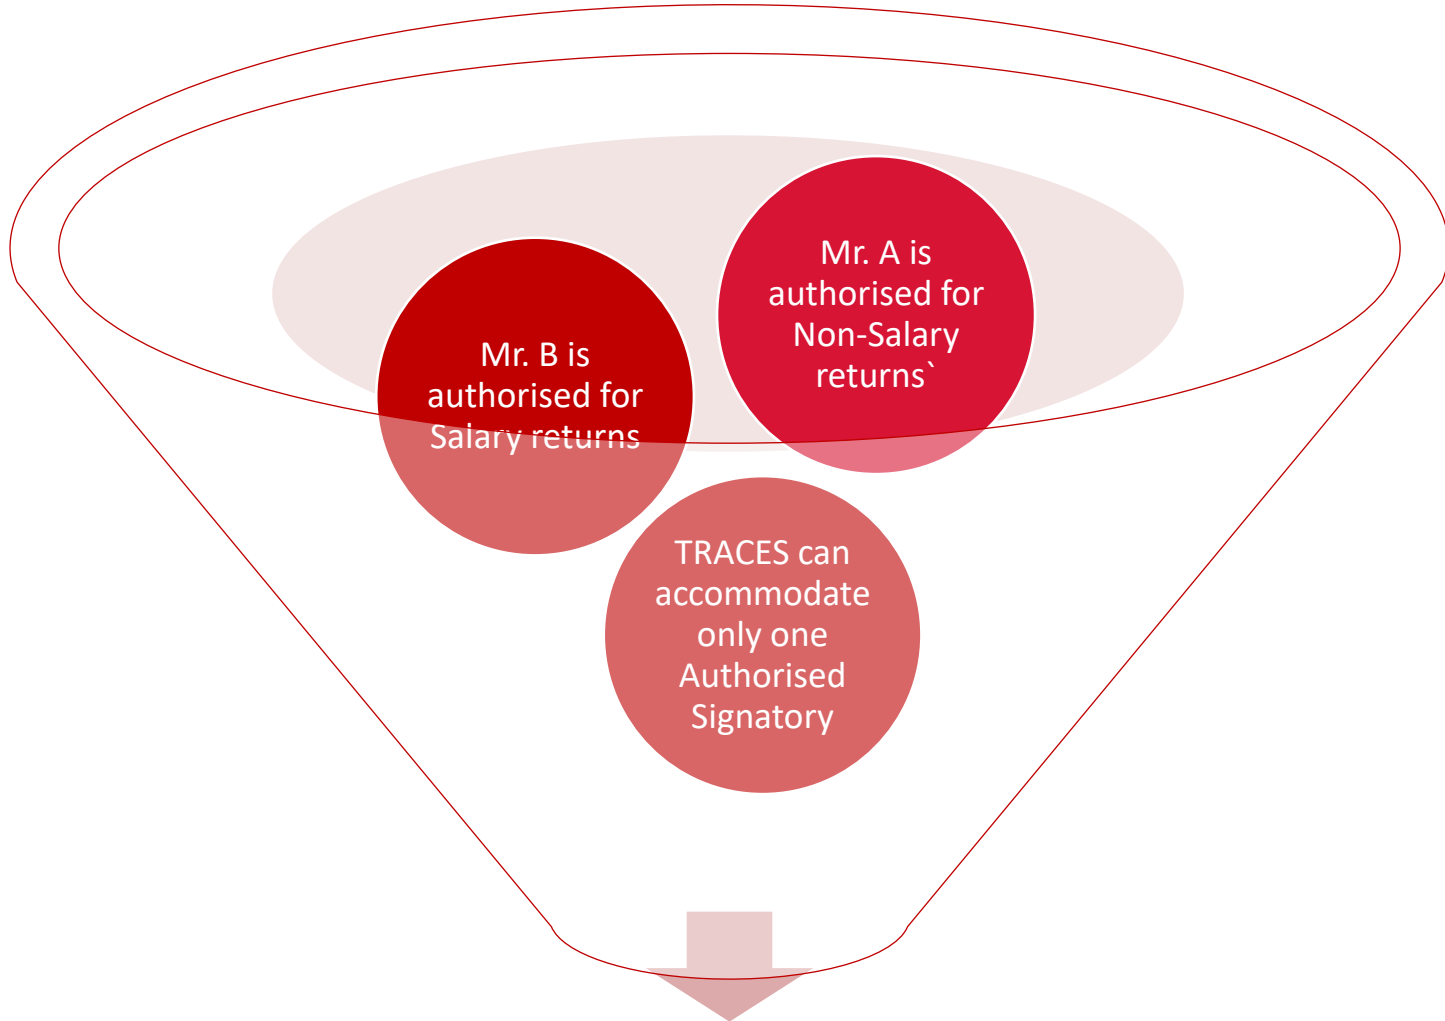 Mr. A is
authorised for
Non-Salary
returns`
Mr. B is
authorised for
Salary returns
TRACES can
accommodate
only one
Authorised
Signatory